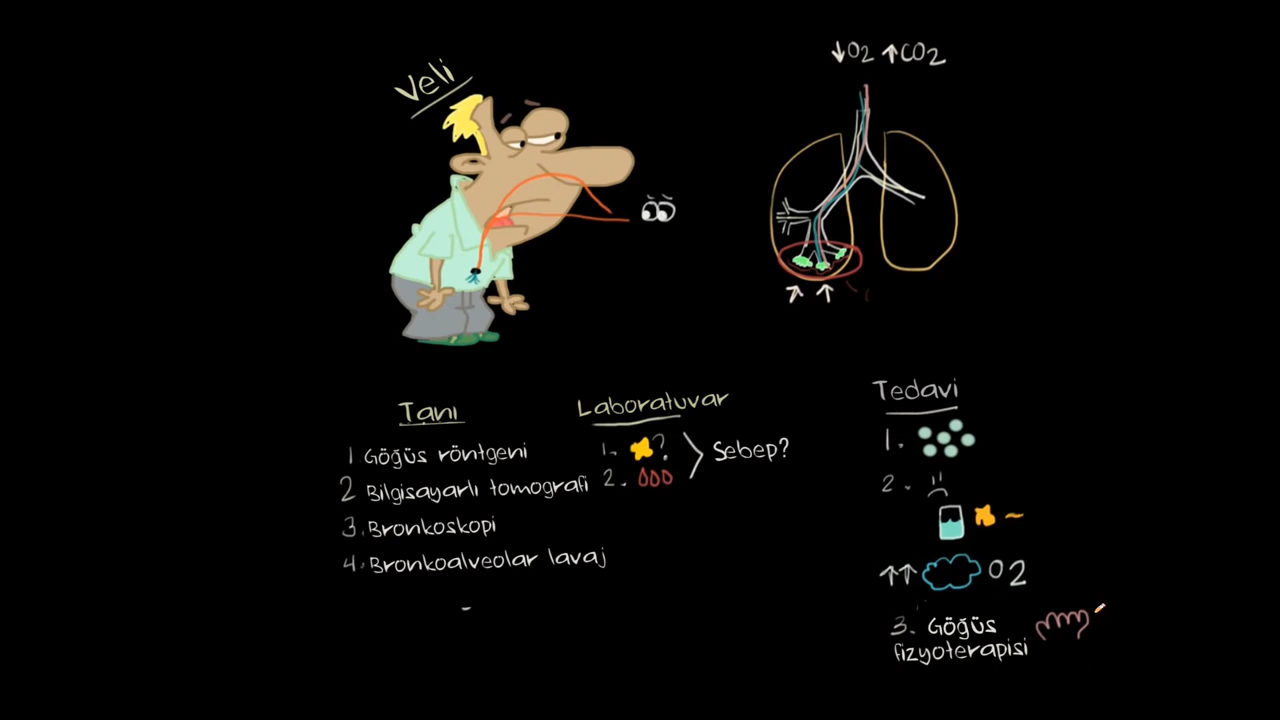 Veli
↓O2 ↑CO2
Tanı
1 Göğüs röntgeni
2 Bilgisayarlı tomografi
3. Bronkoskopi
4. Bronkoalveolar lavaj
Laboratuvar
1. ?
2.
Sebep?
Tedavi
1.
2.
↑↑ O2
3. Göğüs
fizyoterapisi